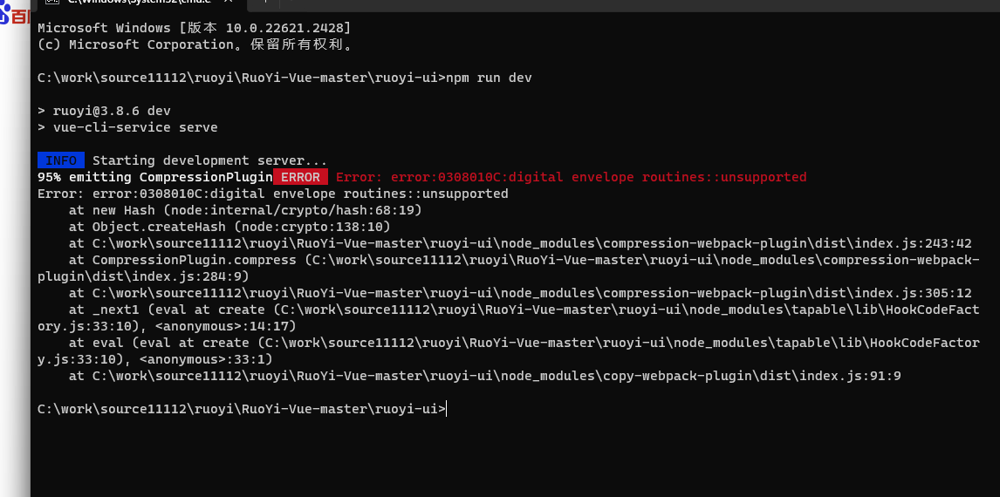 百
Microsoft Windows [版本 10.0.22621.2428]
(c) Microsoft Corporation。保留所有权利。
C:\work\source11112\ruoyi\RuoYi-Vue-master\ruoyi-ui>npm run dev
> ruoyi@3.8.6 dev
> vue-cli-service serve
INFO Starting development server...
95% emitting CompressionPlugin ERROR Error: error:0308010C:digital envelope routines::unsupported
Error: error:0308010C:digital envelope routines::unsupported
at new Hash (node:internal/crypto/hash:68:19)
at Object.createHash (node:crypto:138:10)
at C:\work\source11112\ruoyi\RuoYi-Vue-master\ruoyi-ui\node_modules\compression-webpack-plugin\dist\index.js:243:42
at CompressionPlugin.compress (C:\work\source11112\ruoyi\RuoYi-Vue-master\ruoyi-ui\node_modules\compression-webpack-
plugin\dist\index.js:284:9)
at C:\work\source11112\ruoyi\RuoYi-Vue-master\ruoyi-ui\node_modules\compression-webpack-plugin\dist\index.js:305:12
at _next1 (eval at create (C:\work\source11112\ruoyi\RuoYi-Vue-master\ruoyi-ui\node_modules\tapable\lib\HookCodeFact
ory.js:33:10), <anonymous>:14:17)
at eval (eval at create (C:\work\source11112\ruoyi\RuoYi-Vue-master\ruoyi-ui\node_modules\tapable\lib\HookCodeFactor
y.js:33:10), <anonymous>:33:1)
at C:\work\source11112\ruoyi\RuoYi-Vue-master\ruoyi-ui\node_modules\copy-webpack-plugin\dist\index.js:91:9
C:\work\source11112\ruoyi\RuoYi-Vue-master\ruoyi-ui>